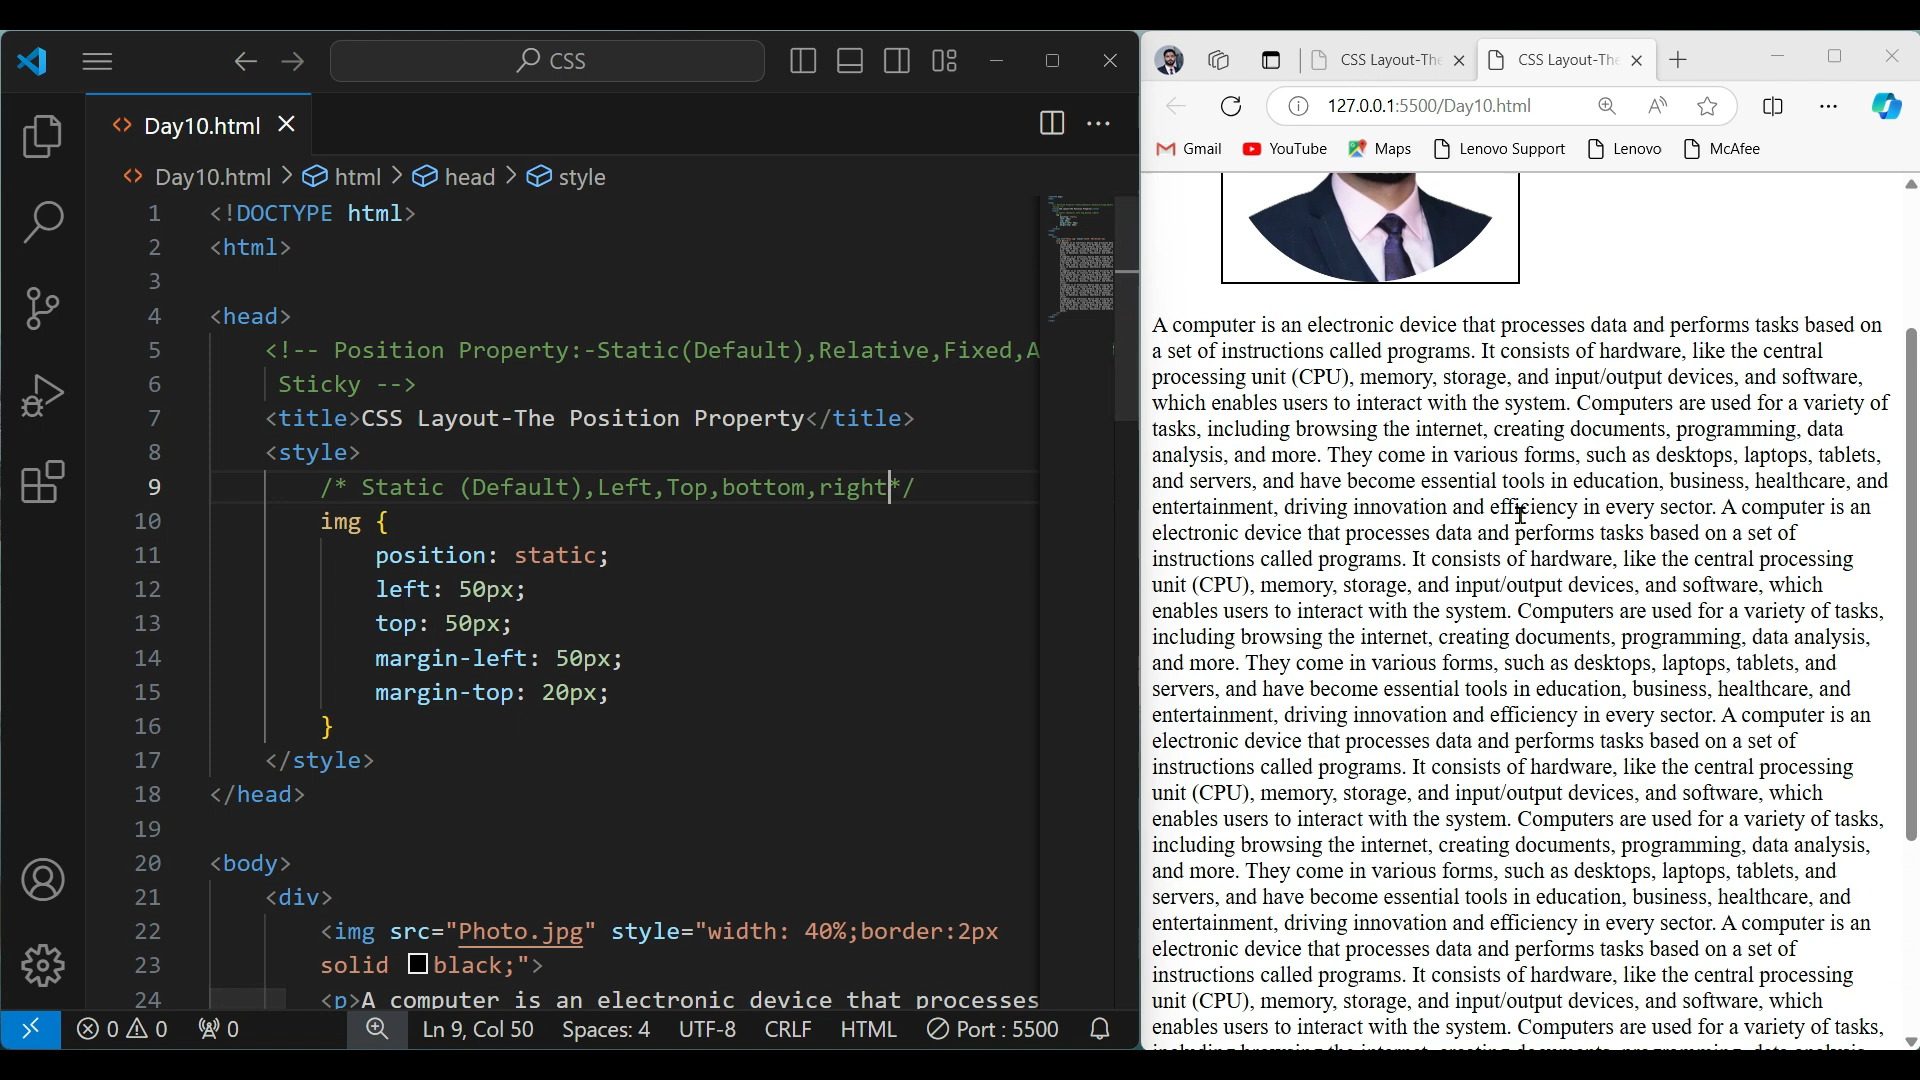 CSS
Day10.html
Day10.html > html > head > style
1 <!DOCTYPE html>
2 <html>
3
4 <head>
5 <!-- Position Property:-Static(Default),Relative,Fixed,A
6 Sticky -->
7 <title>CSS Layout-The Position Property</title>
8 <style>
9 /* Static (Default),Left,Top,bottom,right*/
10 img {
11 position: static;
12 left: 50px;
13 top: 50px;
14 margin-left: 50px;
15 margin-top: 20px;
16 }
17 </style>
18 </head>
19
20 <body>
21 <div>
22 <img src="Photo.jpg" style="width: 40%;border:2px
23 solid black;">
24 <p>A computer is an electronic device that processes
0 0 0 Ln 9, Col 50 Spaces: 4 UTF-8 CRLF HTML Port : 5500
CSS Layout-The CSS Layout-The
127.0.0.1:5500/Day10.html
Gmail YouTube Maps Lenovo Support Lenovo McAfee
A computer is an electronic device that processes data and performs tasks based on
a set of instructions called programs. It consists of hardware, like the central
processing unit (CPU), memory, storage, and input/output devices, and software,
which enables users to interact with the system. Computers are used for a variety of
tasks, including browsing the internet, creating documents, programming, data
analysis, and more. They come in various forms, such as desktops, laptops, tablets,
and servers, and have become essential tools in education, business, healthcare, and
entertainment, driving innovation and efficiency in every sector. A computer is an
electronic device that processes data and performs tasks based on a set of
instructions called programs. It consists of hardware, like the central processing
unit (CPU), memory, storage, and input/output devices, and software, which
enables users to interact with the system. Computers are used for a variety of tasks,
including browsing the internet, creating documents, programming, data analysis,
and more. They come in various forms, such as desktops, laptops, tablets, and
servers, and have become essential tools in education, business, healthcare, and
entertainment, driving innovation and efficiency in every sector. A computer is an
electronic device that processes data and performs tasks based on a set of
instructions called programs. It consists of hardware, like the central processing
unit (CPU), memory, storage, and input/output devices, and software, which
enables users to interact with the system. Computers are used for a variety of tasks,
including browsing the internet, creating documents, programming, data analysis,
and more. They come in various forms, such as desktops, laptops, tablets, and
servers, and have become essential tools in education, business, healthcare, and
entertainment, driving innovation and efficiency in every sector. A computer is an
electronic device that processes data and performs tasks based on a set of
instructions called programs. It consists of hardware, like the central processing
unit (CPU), memory, storage, and input/output devices, and software, which
enables users to interact with the system. Computers are used for a variety of tasks,